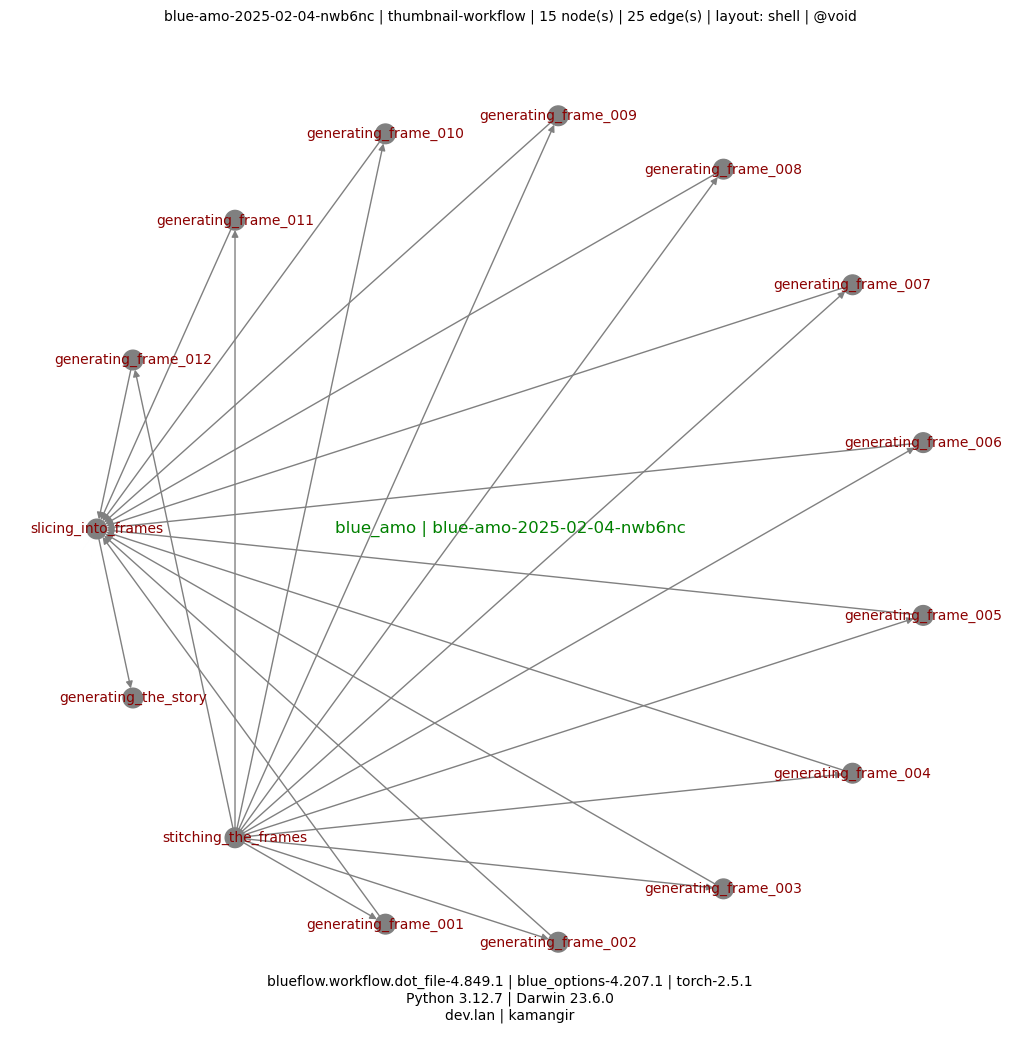 blue-amo-2025-02-04-nwb6nc | thumbnail-workflow | 15 node(s) | 25 edge(s) | layout: shell | @void
generating_frame_009
generating_frame_010
generating_frame_008
generating_frame_011
generating_frame_007
generating_frame_012
generating_frame_006
slicing_into_frames
blue_amo | blue-amo-2025-02-04-nwb6nc
generating_frame_005
generating_the_story
generating_frame_004
stitching_the_frames
generating_frame_003
generating_frame_001
generating_frame_002
blueflow.workflow.dot_file-4.849.1 | blue_options-4.207.1 | torch-2.5.1
Python 3.12.7 | Darwin 23.6.0
dev.lan | kamangir